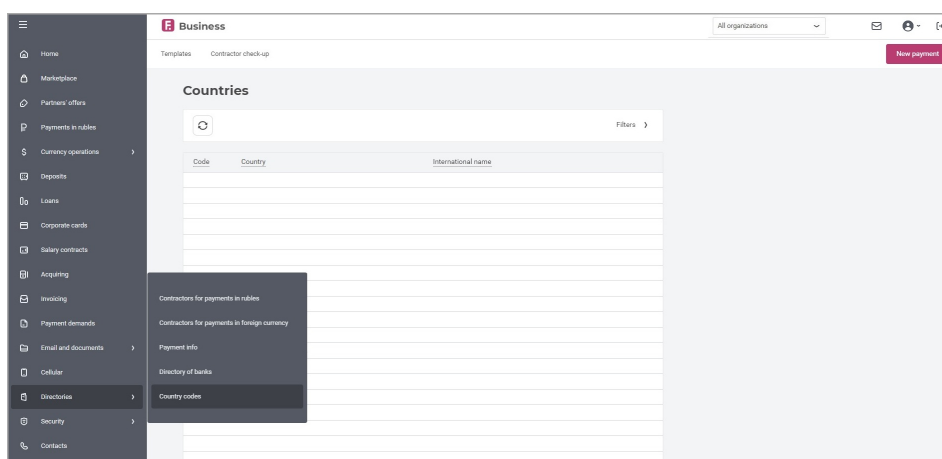 F. Business
All organizations
Templates Contractor check-up
New payment
Home
Marketplace
Partners' offers
Payments in rubles
Currency operations
Deposits
Loans
Corporate cards
Salary contracts
Acquiring
Invoicing
Payment demands
Email and documents
Cellular
Directories
Security
Contacts
Countries
Filters
Code Country International name
Contractors for payments in rubles
Contractors for payments in foreign currency
Payment info
Directory of banks
Country codes